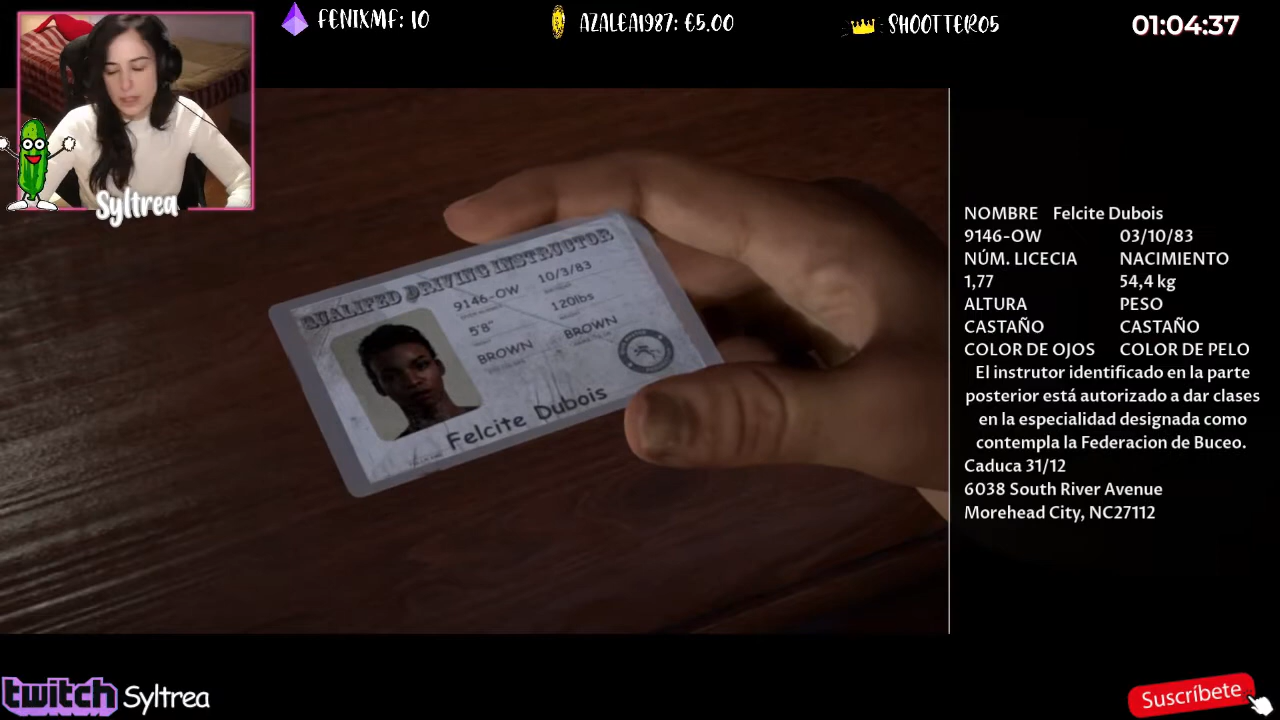 FENIXMF: 10
AZALEA1987: £5.00
SHOOTTER05
01:04:37
Syltrea
QUALIFED DRIVING INSTRUCTOR
9146-OW 10/3/83
5'8" 120lbs
BROWN BROWN
Felcite Dubois
NOMBRE Felcite Dubois
9146-OW 03/10/83
NÚM. LICECIA NACIMIENTO
1,77 54,4 kg
ALTURA PESO
CASTAÑO CASTAÑO
COLOR DE OJOS COLOR DE PELO
El instrutor identificado en la parte
posterior está autorizado a dar clases
en la especialidad designada como
contempla la Federacion de Buceo.
Caduca 31/12
6038 South River Avenue
Morehead City, NC27112
twitch Syltrea
Suscríbete